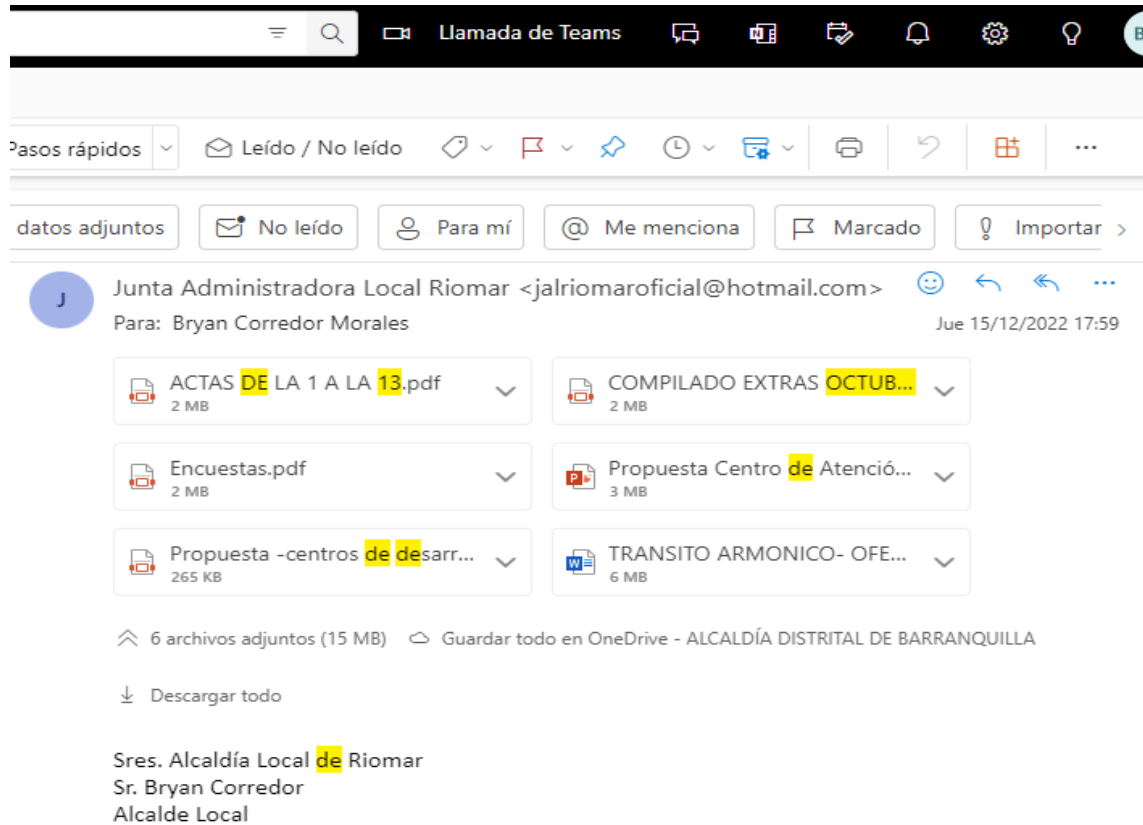 Llamada de Teams
Pasos rápidos Leído / No leído
datos adjuntos No leído Para mí Me menciona Marcado Importar
J
Junta Administradora Local Riomar <jalriomaroficial@hotmail.com>
Para: Bryan Corredor Morales Jue 15/12/2022 17:59
ACTAS DE LA 1 A LA 13.pdf
2 MB
COMPILADO EXTRAS OCTUB...
2 MB
Encuestas.pdf
2 MB
Propuesta Centro de Atenció...
3 MB
Propuesta -centros de desarr...
265 KB
TRANSITO ARMONICO- OFE...
6 MB
6 archivos adjuntos (15 MB) Guardar todo en OneDrive - ALCALDÍA DISTRITAL DE BARRANQUILLA
Descargar todo
Sres. Alcaldía Local de Riomar
Sr. Bryan Corredor
Alcalde Local